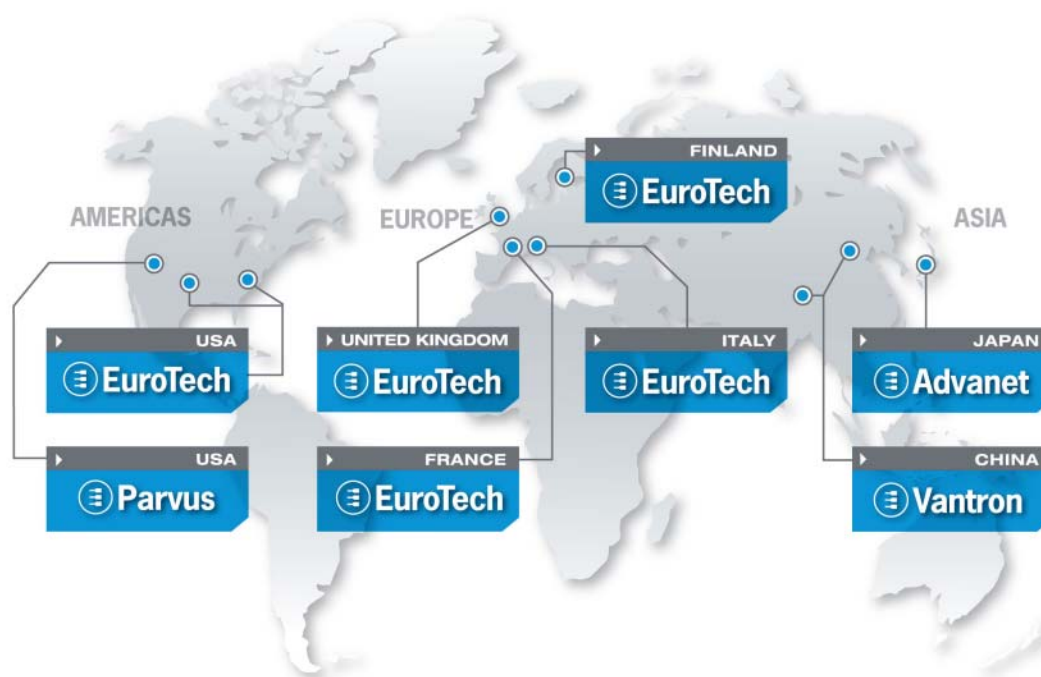 FINLAND
EuroTech
AMERICAS
EUROPE
ASIA
USA
EuroTech
UNITED KINGDOM
EuroTech
ITALY
EuroTech
JAPAN
Advanet
USA
Parvus
FRANCE
EuroTech
CHINA
Vantron